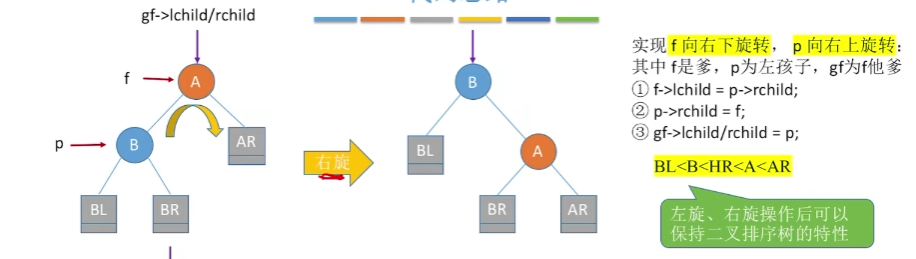 gf->lchild/rchild
f
A
p
B
AR
BL
BR
右旋
B
BL
A
BR
AR
实现 f 向右下旋转， p 向右上旋转：
其中 f是爹，p为左孩子，gf为f他爹
① f->lchild = p->rchild;
② p->rchild = f;
③ gf->lchild/rchild = p;
BL<B<HR<A<AR
左旋、右旋操作后可以
保持二叉排序树的特性